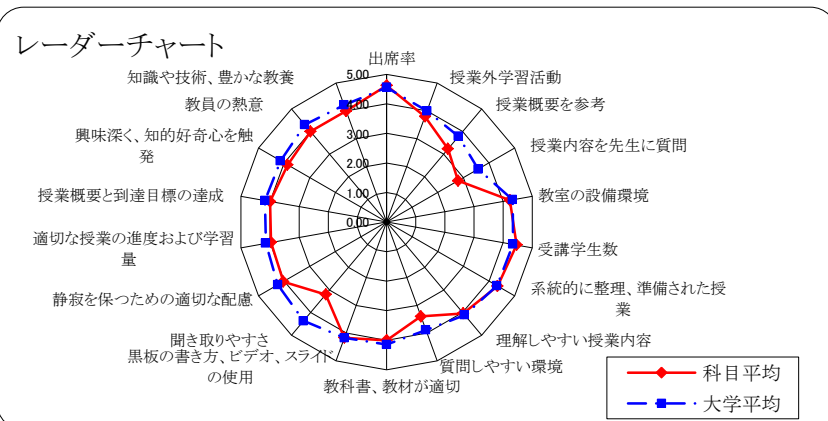 レーダーチャート
出席率
授業外学習活動
授業概要を参考
授業内容を先生に質問
教室の設備環境
受講学生数
系統的に整理、準備された授
業
理解しやすい授業内容
質問しやすい環境
教科書、教材が適切
黒板の書き方、ビデオ、スライド
の使用
聞き取りやすさ
静寂を保つための適切な配慮
適切な授業の進度および学習
量
授業概要と到達目標の達成
興味深く、知的好奇心を触
発
教員の熱意
知識や技術、豊かな教養
5.00
4.00
3.00
2.00
1.00
0.00
科目平均
大学平均